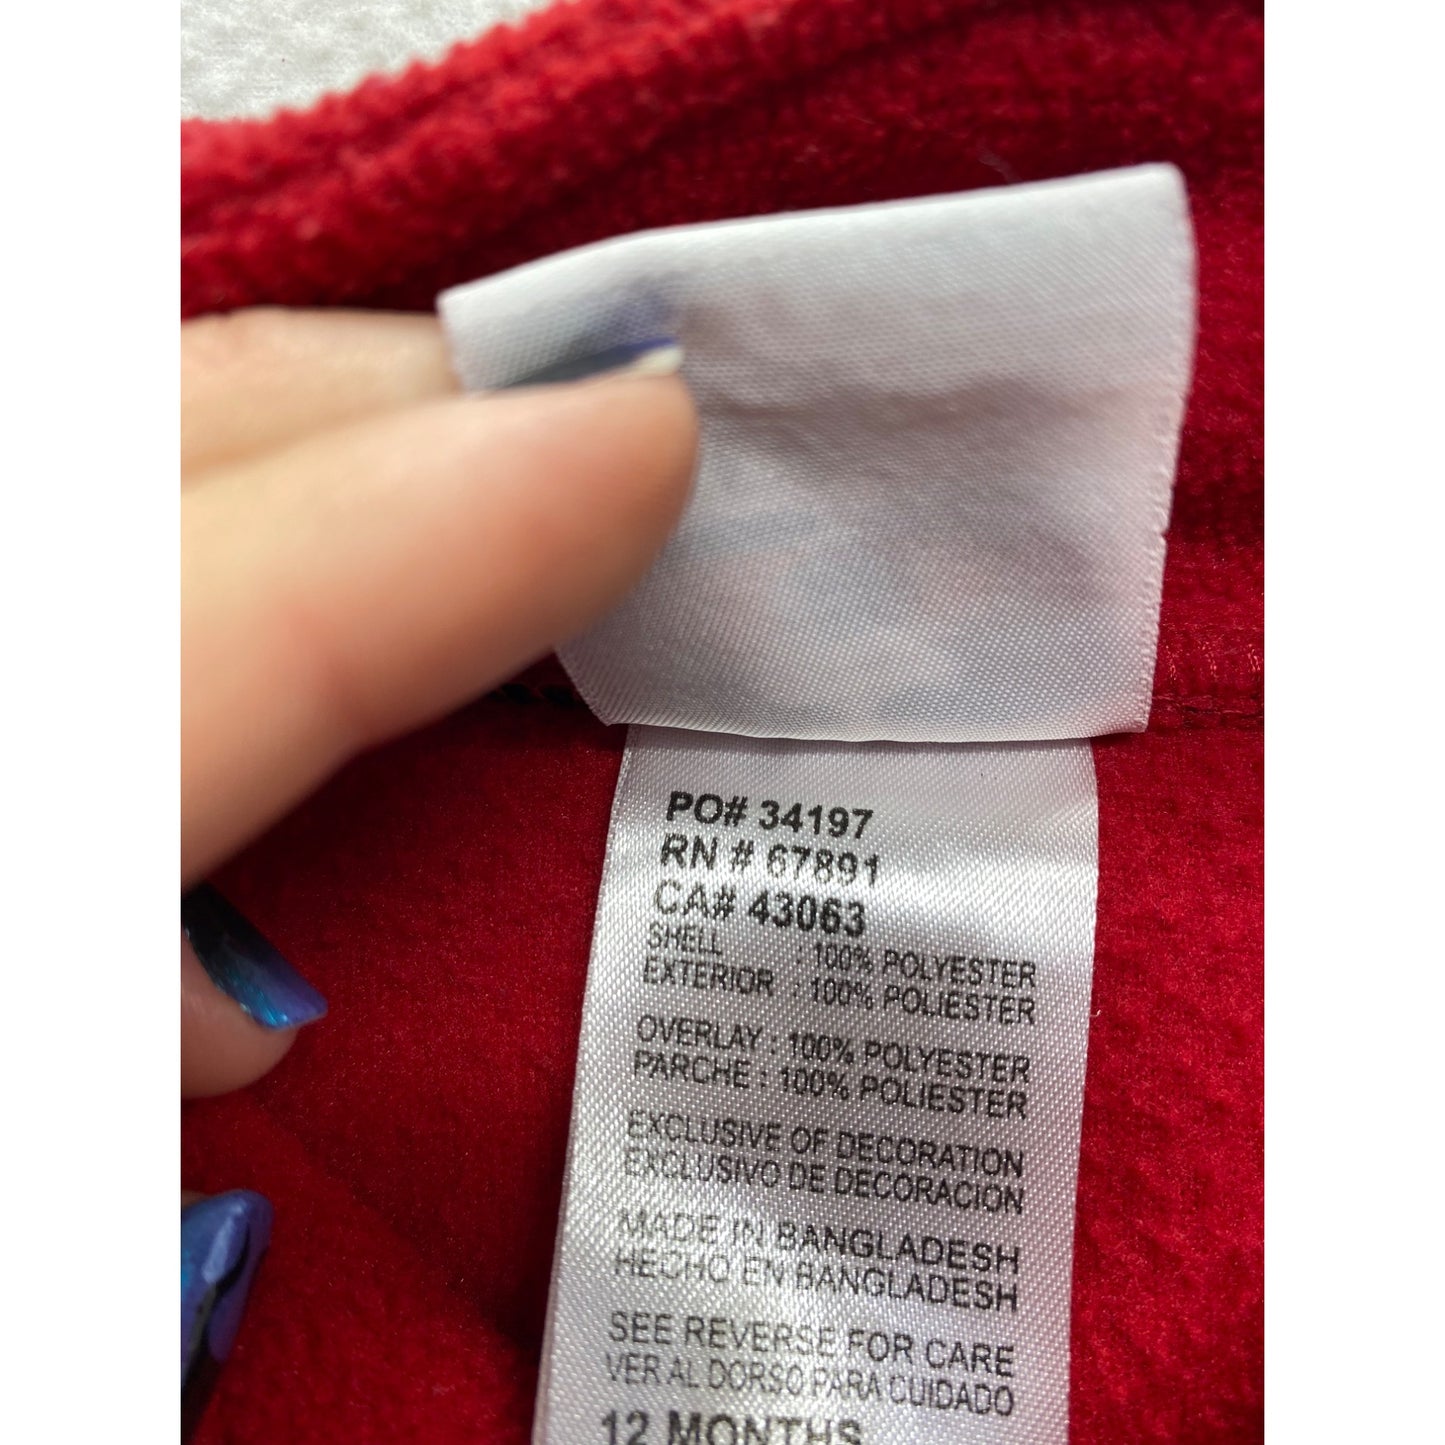 PO# 34197
RN # 67891
CA# 43063
SHELL : 100% POLYESTER
EXTERIOR : 100% POLIESTER
OVERLAY : 100% POLYESTER
PARCHE : 100% POLIESTER
EXCLUSIVE OF DECORATION
EXCLUSIVO DE DECORACION
MADE IN BANGLADESH
HECHO EN BANGLADESH
SEE REVERSE FOR CARE
VER AL DORSO PARA CUIDADO
12 MONTHS